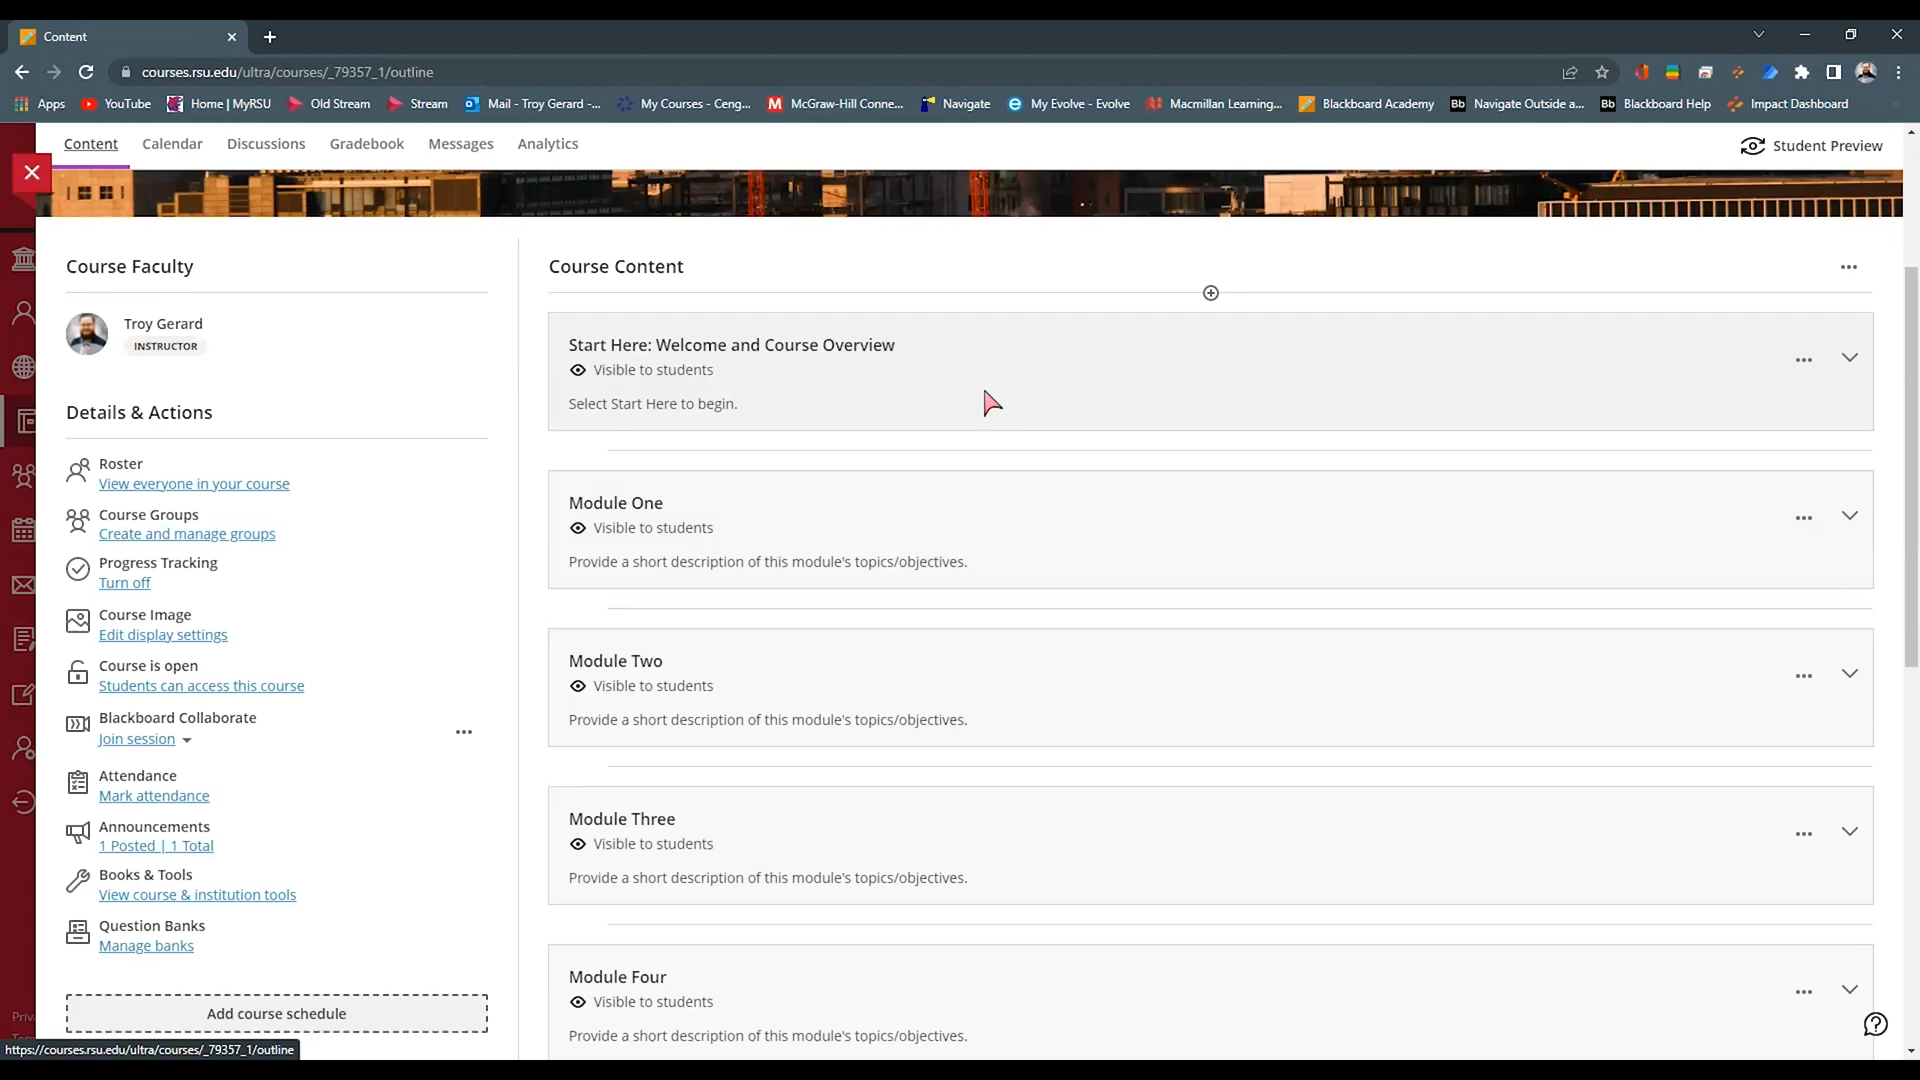 Content
courses.rsu.edu/ultra/courses/_79357_1/outline
Apps
YouTube
Home | MyRSU
Old Stream
Stream
Mail - Troy Gerard -...
My Courses - Ceng...
McGraw-Hill Conne...
Navigate
My Evolve - Evolve
Macmillan Learning...
Blackboard Academy
Bb Navigate Outside a...
Bb Blackboard Help
Impact Dashboard
Content
Calendar
Discussions
Gradebook
Messages
Analytics
Student Preview
Course Faculty
Troy Gerard
INSTRUCTOR
Details & Actions
Roster
View everyone in your course
Course Groups
Create and manage groups
Progress Tracking
Turn off
Course Image
Edit display settings
Course is open
Students can access this course
Blackboard Collaborate
Join session
Attendance
Mark attendance
Announcements
1 Posted | 1 Total
Books & Tools
View course & institution tools
Question Banks
Manage banks
Add course schedule
Course Content
Start Here: Welcome and Course Overview
Visible to students
Select Start Here to begin.
Module One
Visible to students
Provide a short description of this module's topics/objectives.
Module Two
Visible to students
Provide a short description of this module's topics/objectives.
Module Three
Visible to students
Provide a short description of this module's topics/objectives.
Module Four
Visible to students
Provide a short description of this module's topics/objectives.
https://courses.rsu.edu/ultra/courses/_79357_1/outline